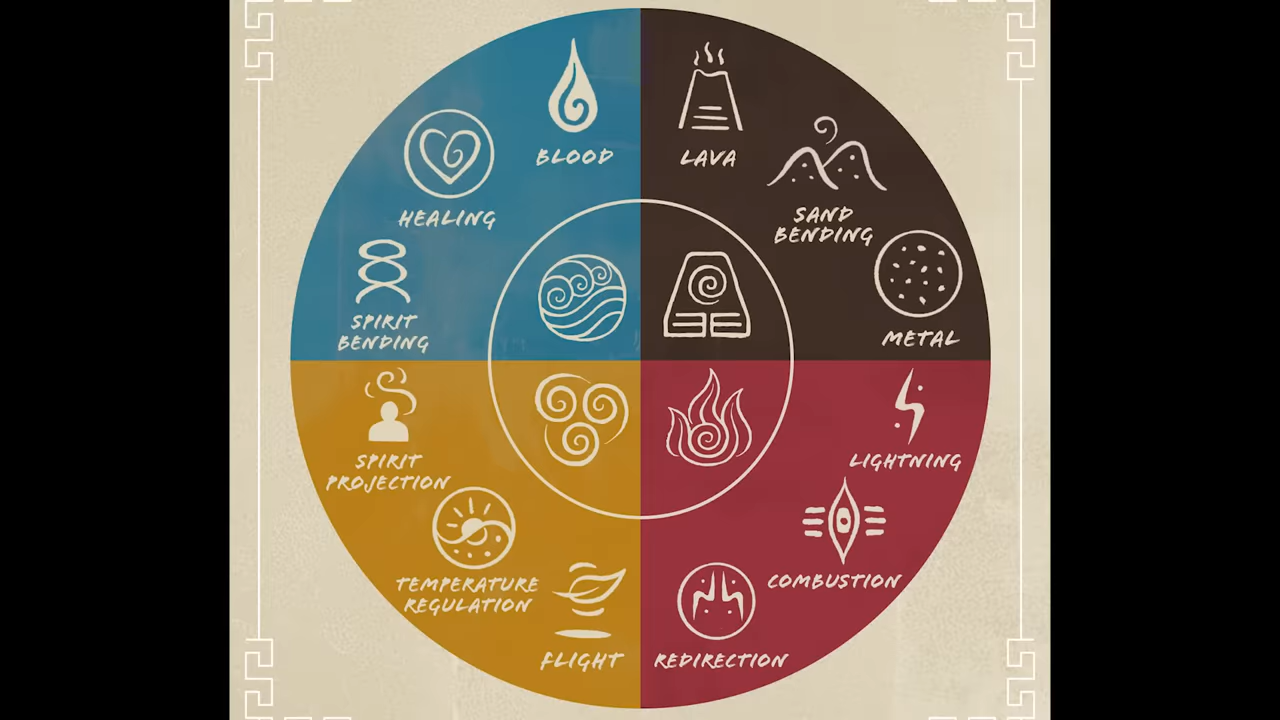 BLOOD
HEALING
SPIRIT
BENDING
LAVA
SAND
BENDING
METAL
SPIRIT
PROJECTION
TEMPERATURE
REGULATION
FLIGHT
LIGHTNING
COMBUSTION
REDIRECTION